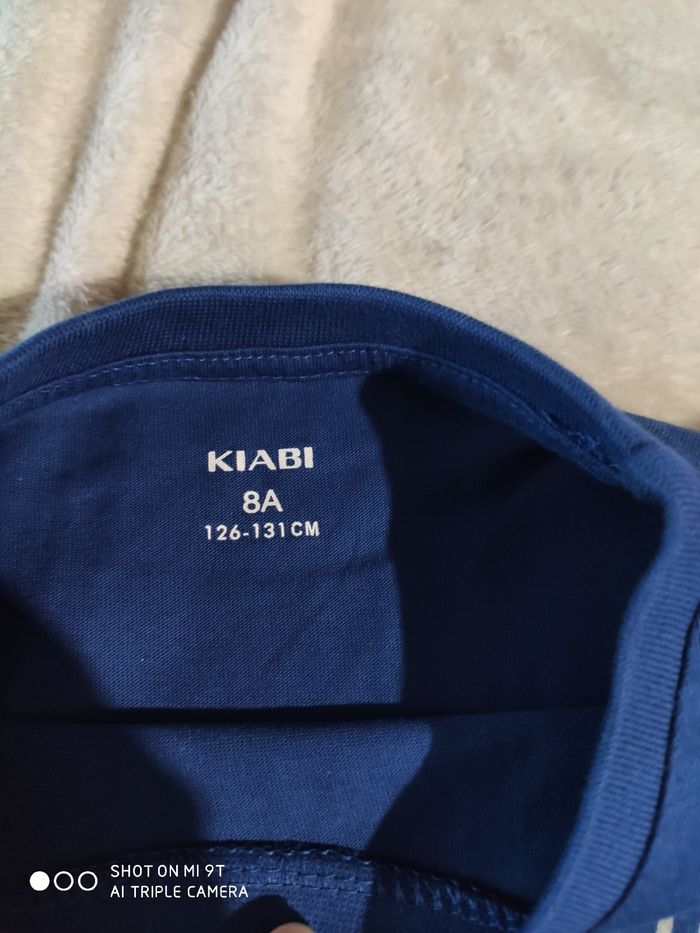 KIABI
8A
126-131CM
SHOT ON MI 9T
AI TRIPLE CAMERA